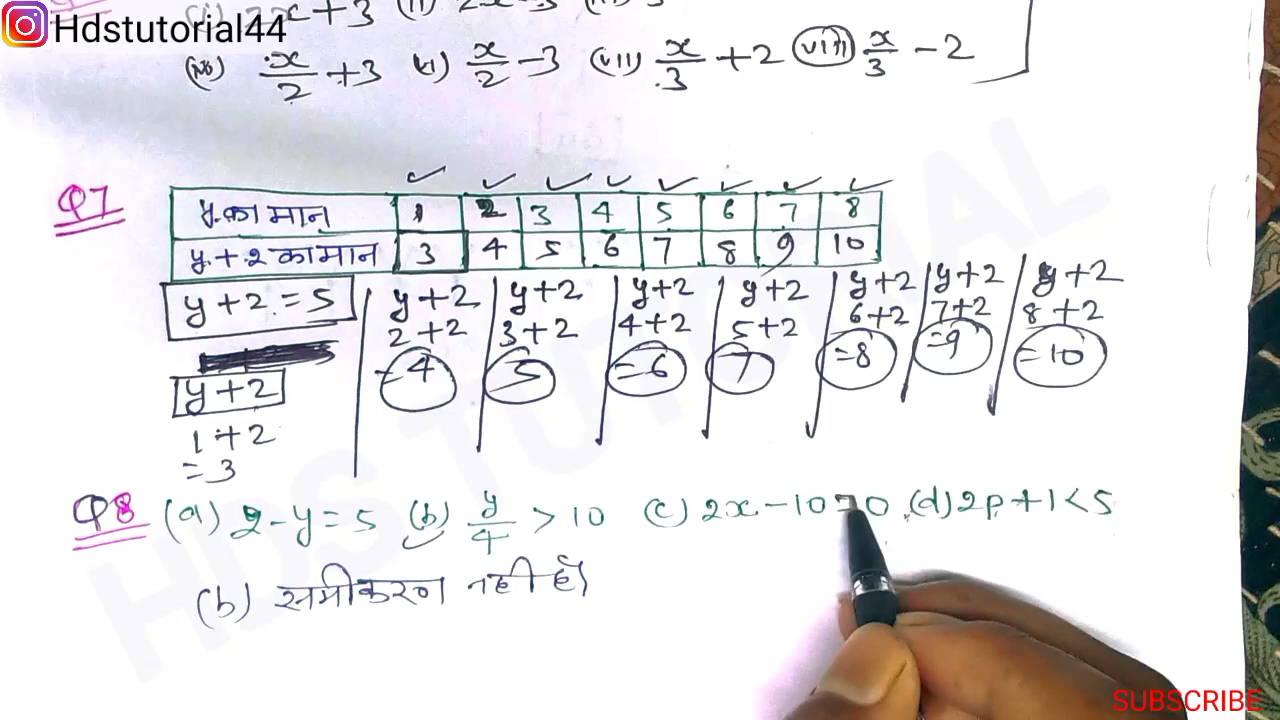 Hdstutorial44
x/2 + 3 vi) x/2 - 3 (vii) x/3 + 2 (viii) x/3 - 2
Q7
y का मान 1 2 3 4 5 6 7 8
y + 2 का मान 3 4 5 6 7 8 9 10
y + 2 = 5 y+2 y+2 y+2 y+2 y+2 y+2 y+2
2+2 3+2 4+2 5+2 6+2 7+2 8+2
=4 5 =6 7 =8 =9 =10
y+2
1+2
=3
Q8 (a) 2-y=5 (b) y/4 > 10 (c) 2x-10 0 (d) 2p+1<5
(b) समीकरण नहीं है।
HDS TUTORIAL
SUBSCRIBE